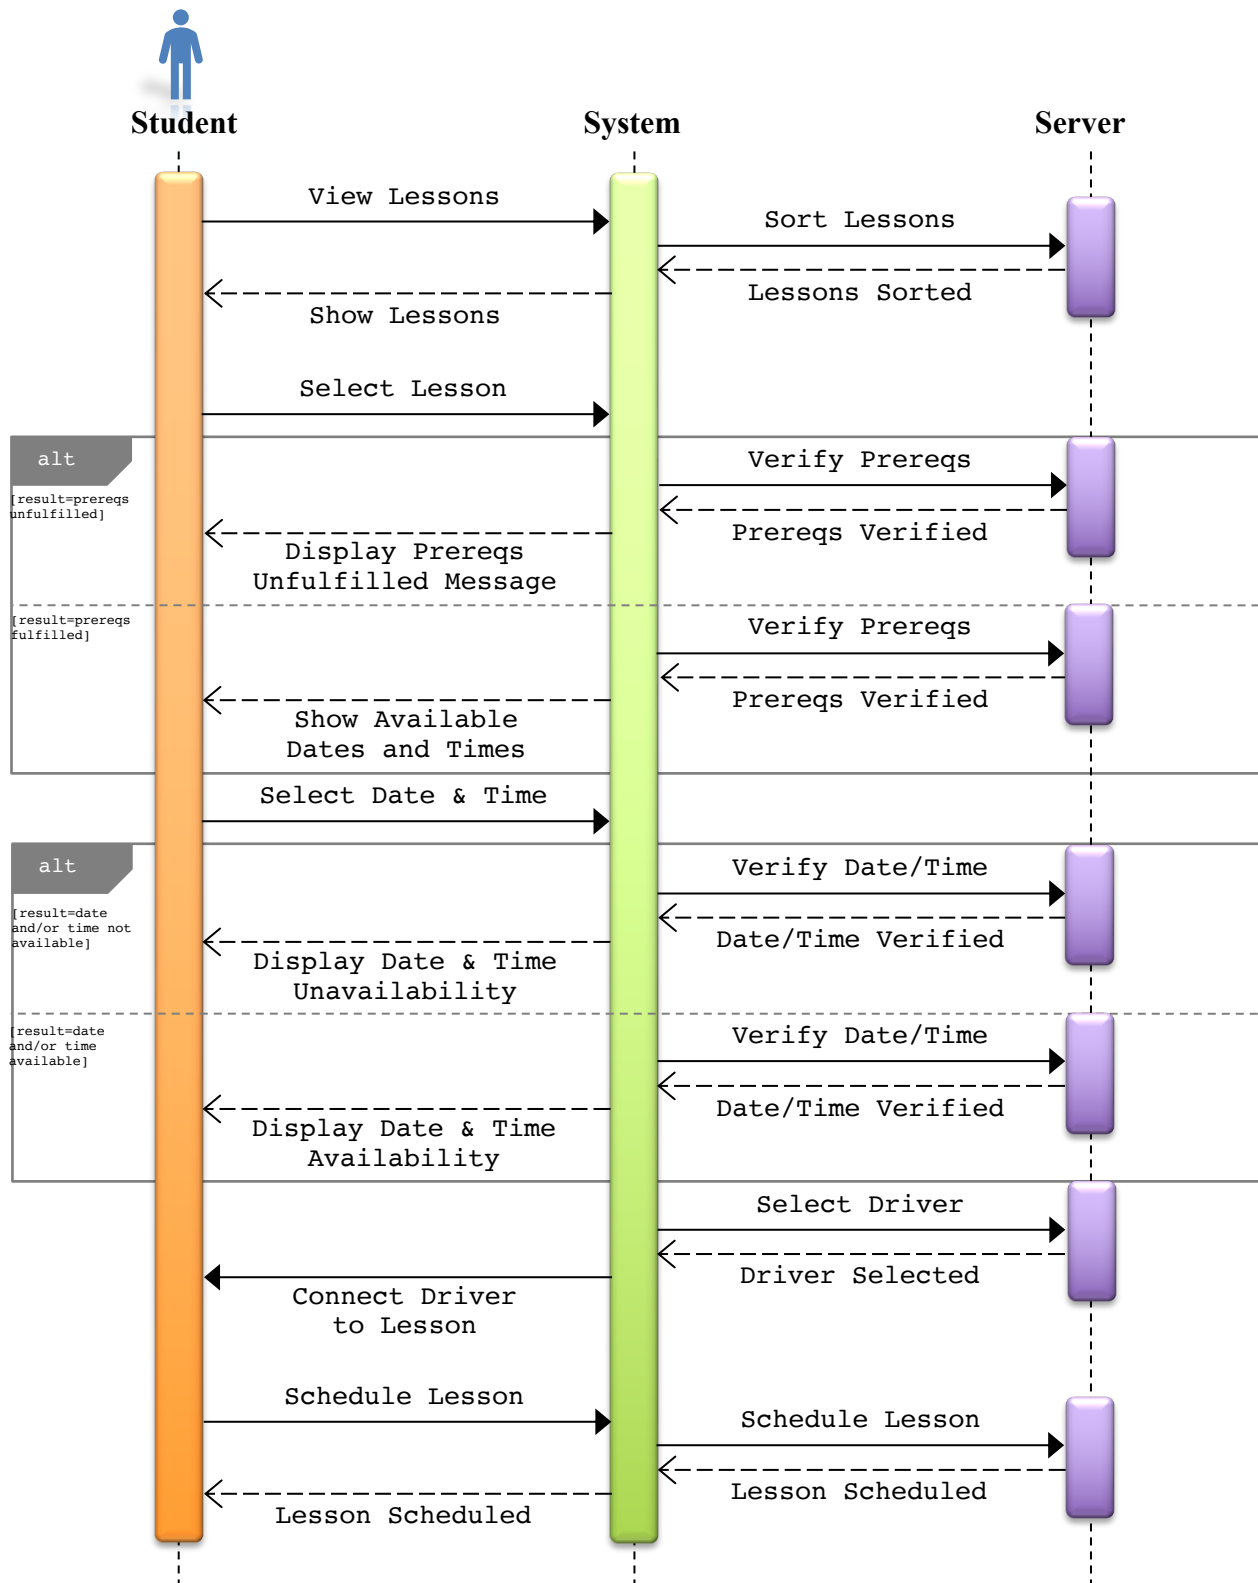 Student
System
Server
View Lessons
Sort Lessons
Lessons Sorted
Show Lessons
Select Lesson
alt
Verify Prereqs
[result=prereqs
unfulfilled]
Prereqs Verified
Display Prereqs
Unfulfilled Message
[result=prereqs
fulfilled]
Verify Prereqs
Prereqs Verified
Show Available
Dates and Times
Select Date & Time
alt
Verify Date/Time
[result=date
and/or time not
available]
Date/Time Verified
Display Date & Time
Unavailability
[result=date
and/or time
available]
Verify Date/Time
Date/Time Verified
Display Date & Time
Availability
Select Driver
Driver Selected
Connect Driver
to Lesson
Schedule Lesson
Schedule Lesson
Lesson Scheduled
Lesson Scheduled